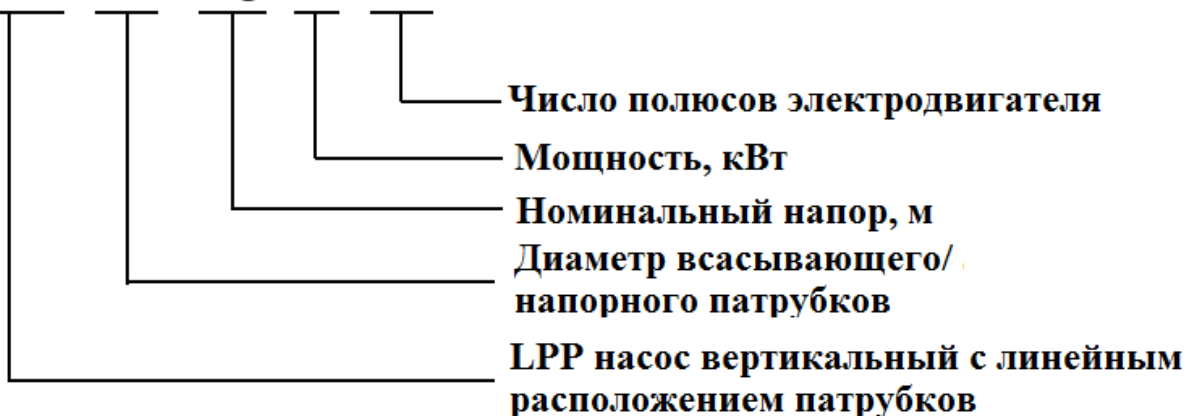 Число полюсов электродвигателя
Мощность, кВт
Номинальный напор, м
Диаметр всасывающего/
напорного патрубков
LPP насос вертикальный с линейным
расположением патрубков